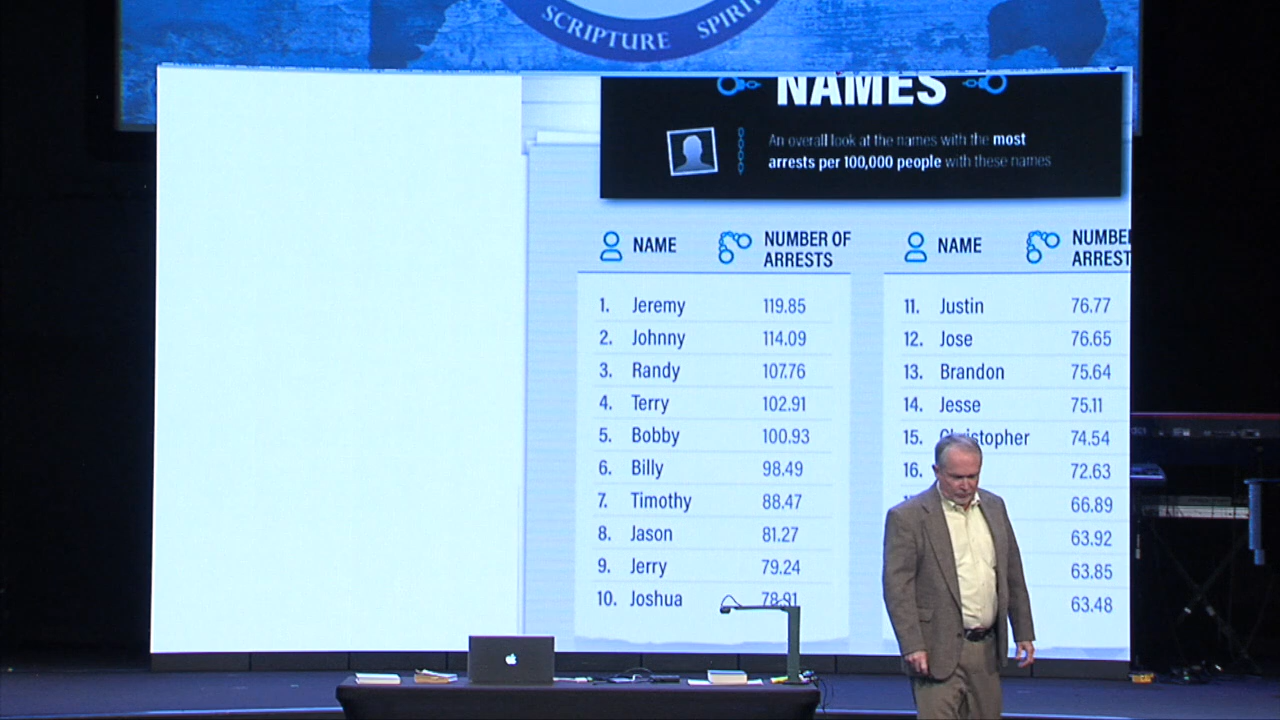 SCRIPTURE SPIRIT
NAMES
An overall look at the names with the most
arrests per 100,000 people with these names
NAME NUMBER OF ARRESTS NAME NUMBE ARREST
1. Jeremy 119.85 11. Justin 76.77
2. Johnny 114.09 12. Jose 76.65
3. Randy 107.76 13. Brandon 75.64
4. Terry 102.91 14. Jesse 75.11
5. Bobby 100.93 15. Christopher 74.54
6. Billy 98.49 16. 72.63
7. Timothy 88.47 66.89
8. Jason 81.27 63.92
9. Jerry 79.24 63.85
10. Joshua 78.91 63.48